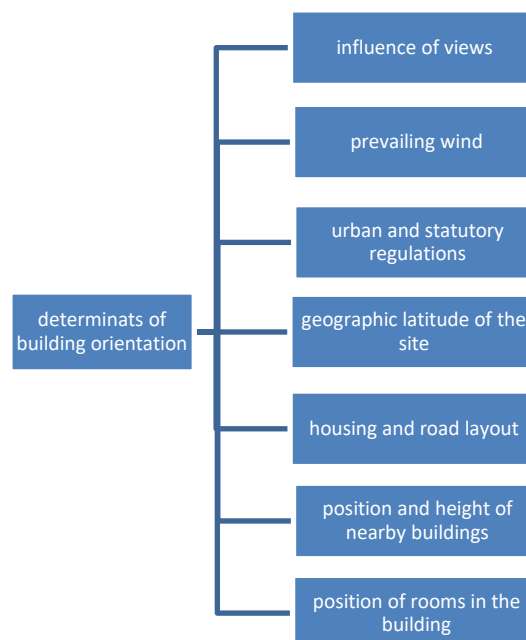 influence of views
prevailing wind
urban and statutory
regulations
determinats of
building orientation
geographic latitude of the
site
housing and road layout
position and height of
nearby buildings
position of rooms in the
building